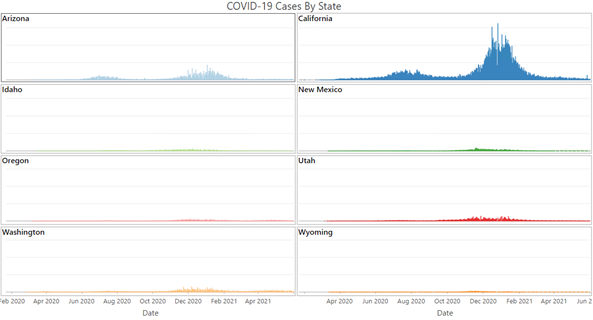 COVID-19 Cases By State
Arizona
California
Idaho
New Mexico
Oregon
Utah
Washington
Wyoming
Feb 2020 Apr 2020 Jun 2020 Aug 2020 Oct 2020 Dec 2020 Feb 2021 Apr 2021
Apr 2020 Jun 2020 Aug 2020 Oct 2020 Dec 2020 Feb 2021 Apr 2021 Jun 2
Date
Date